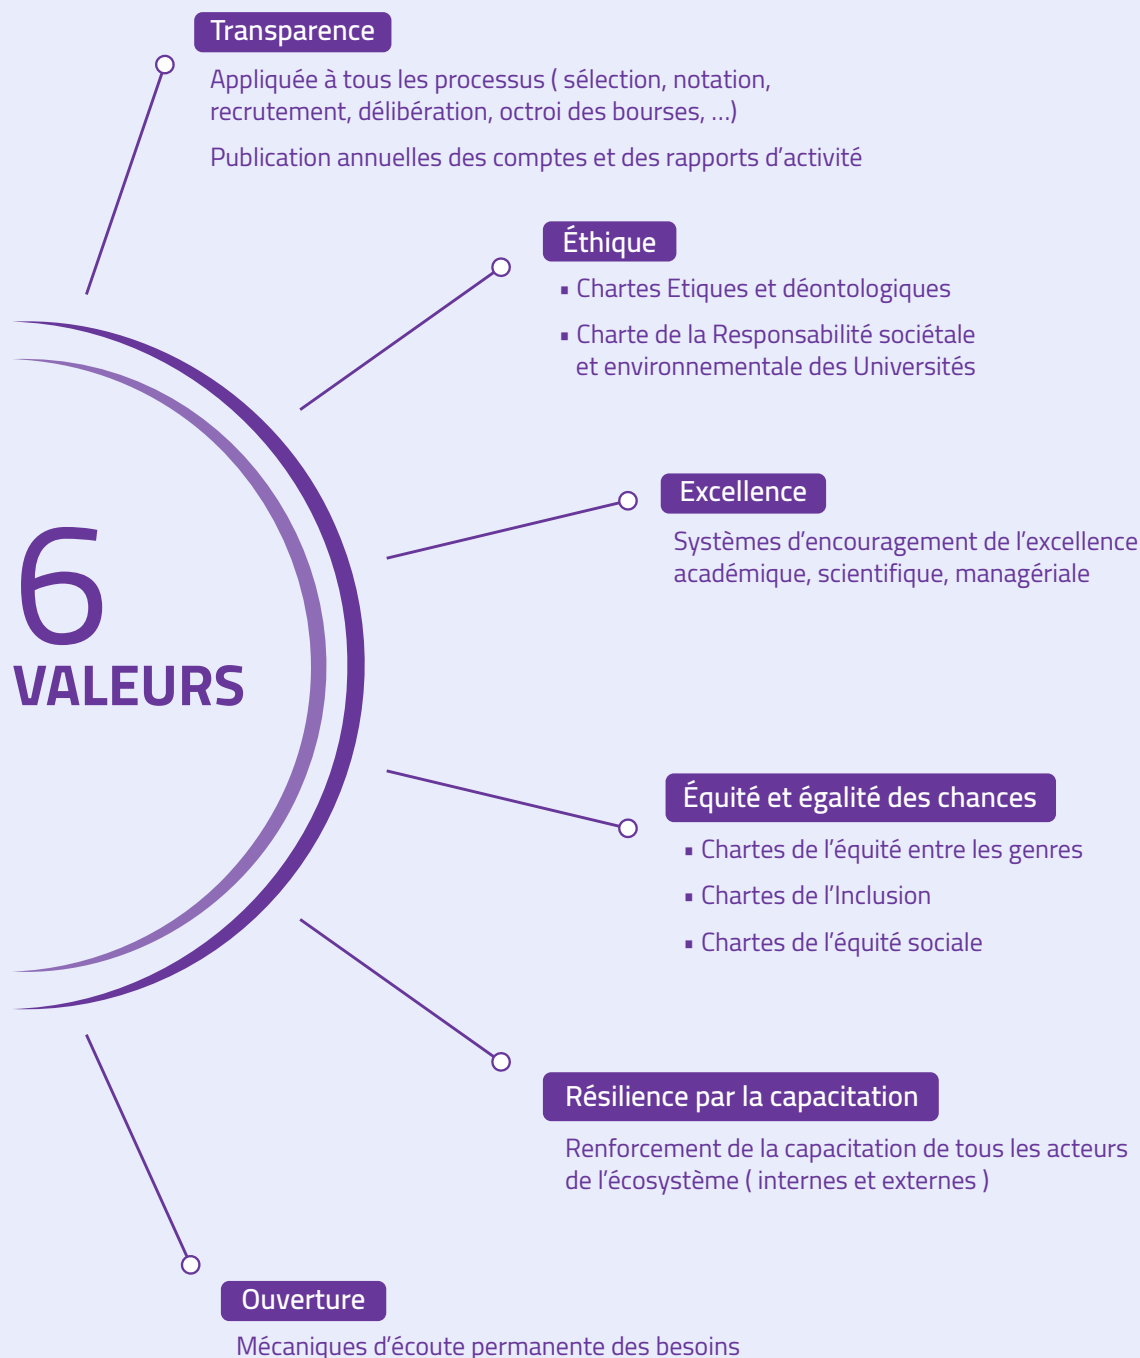 Transparence
Appliquée à tous les processus ( sélection, notation,
recrutement, délibération, octroi des bourses, ...)
Publication annuelles des comptes et des rapports d’activité
Éthique
▪ Chartes Etiques et déontologiques
▪ Charte de la Responsabilité sociétale
et environnementale des Universités
Excellence
Systèmes d’encouragement de l’excellence
académique, scientifique, managériale
6
VALEURS
Équité et égalité des chances
▪ Chartes de l’équité entre les genres
▪ Chartes de l’Inclusion
▪ Chartes de l’équité sociale
Résilience par la capacitation
Renforcement de la capacitation de tous les acteurs
de l’écosystème ( internes et externes )
Ouverture
Mécaniques d’écoute permanente des besoins